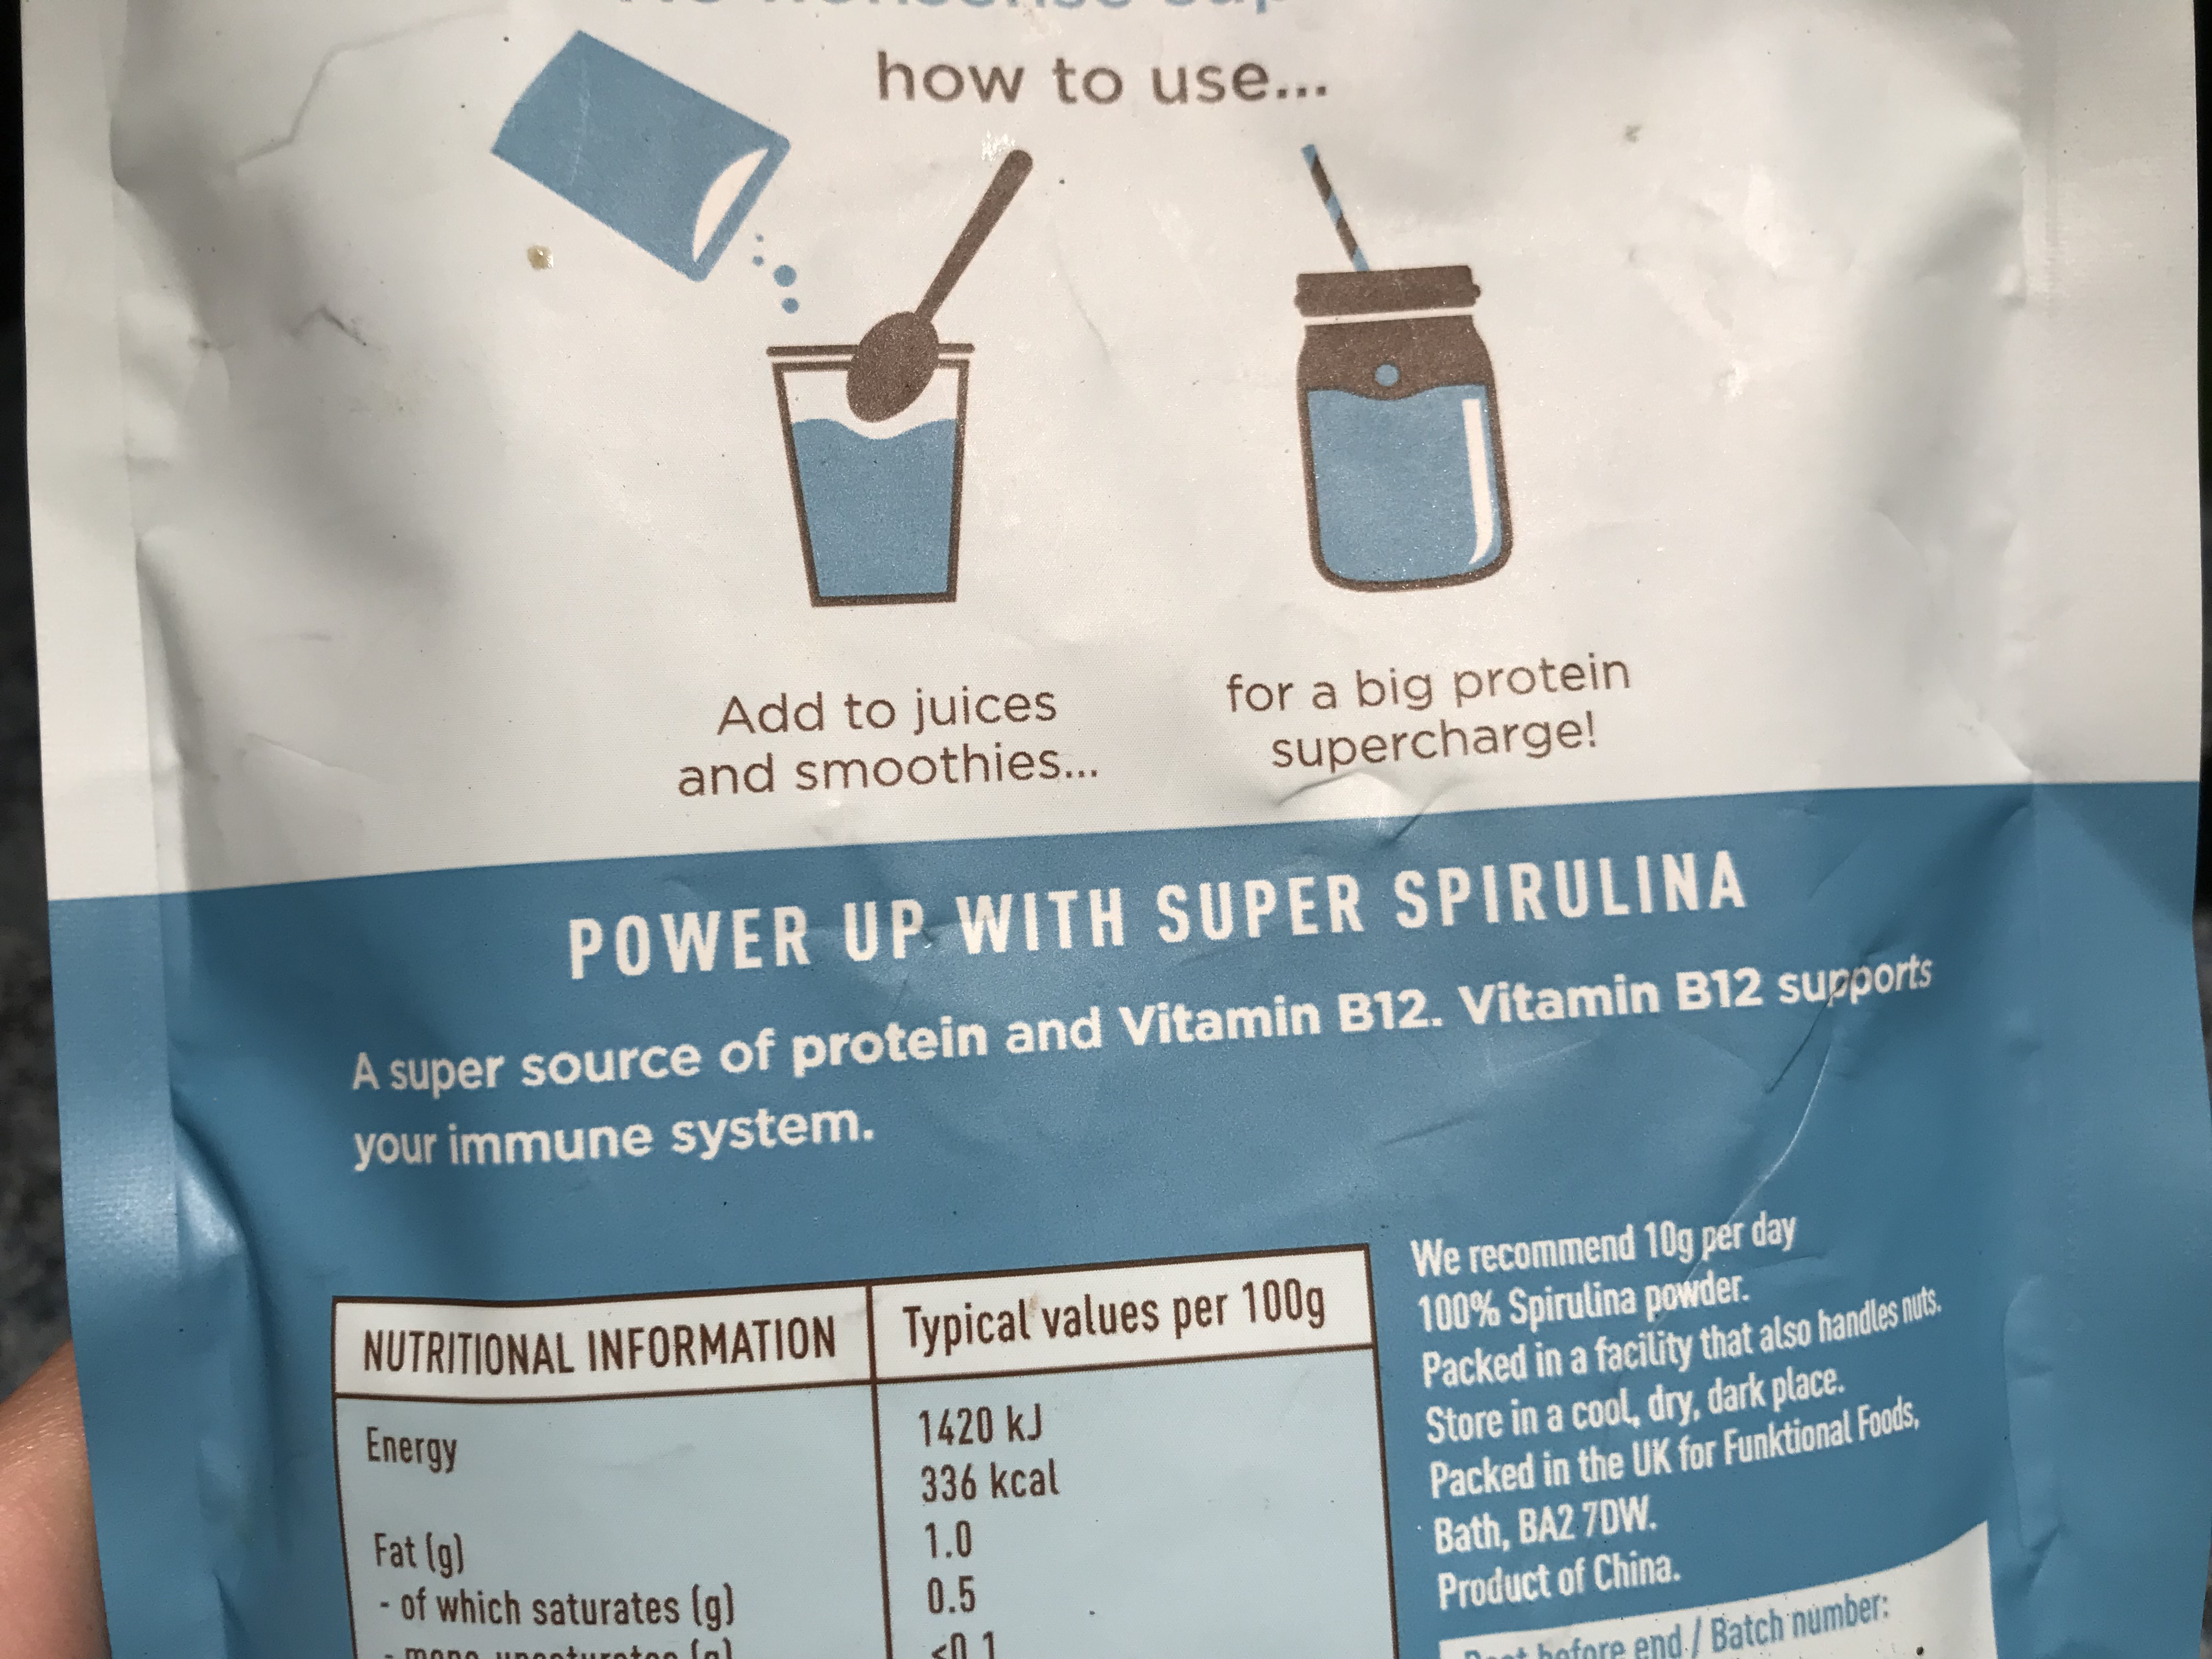 how to use...
Add to juices
and smoothies...
for a big protein
supercharge!
POWER UP WITH SUPER SPIRULINA
A super source of protein and Vitamin B12. Vitamin B12 supports
your immune system.
NUTRITIONAL INFORMATION
Typical values per 100g
Energy
1420 kJ
336 kcal
Fat (g)
1.0
- of which saturates (g)
0.5
<0.1
We recommend 10g per day
100% Spirulina powder.
Packed in a facility that also handles nuts.
Store in a cool, dry, dark place.
Packed in the UK for Funktional Foods,
Bath, BA2 7DW.
Product of China.
before end / Batch number: